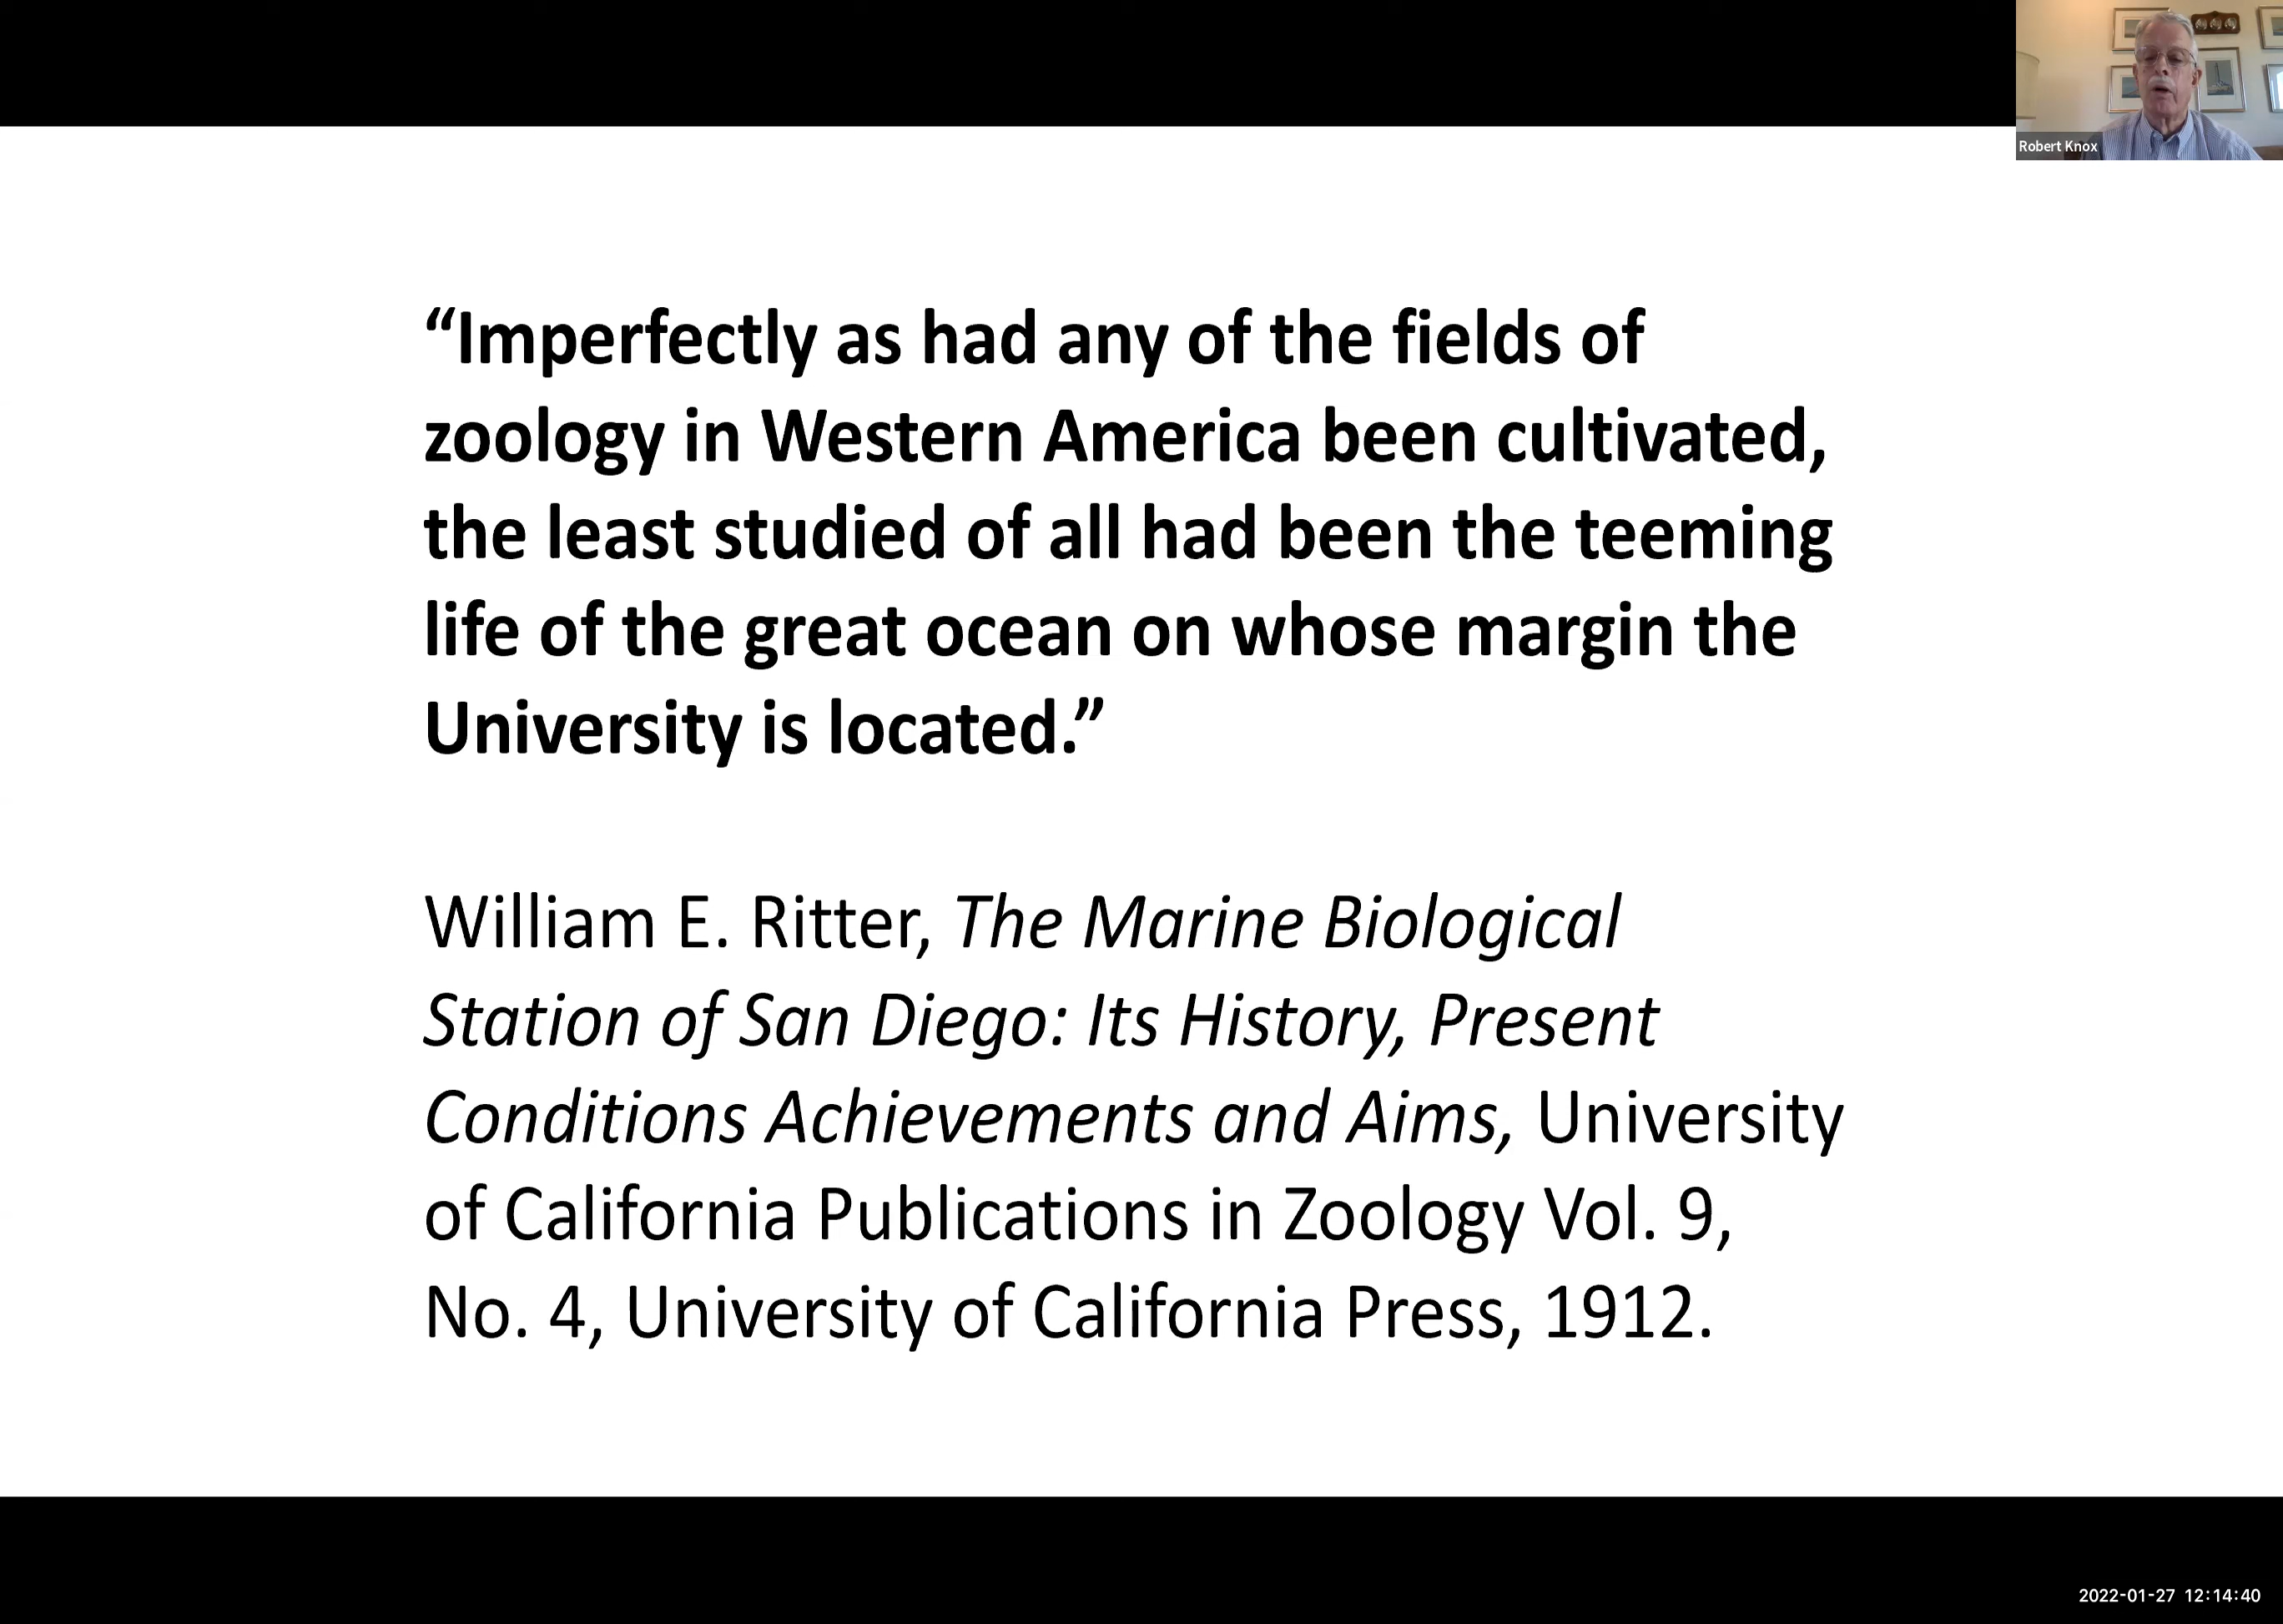 Robert Knox
“Imperfectly as had any of the fields of
zoology in Western America been cultivated,
the least studied of all had been the teeming
life of the great ocean on whose margin the
University is located.”
William E. Ritter, The Marine Biological
Station of San Diego: Its History, Present
Conditions Achievements and Aims, University
of California Publications in Zoology Vol. 9,
No. 4, University of California Press, 1912.
2022-01-27 12:14:40